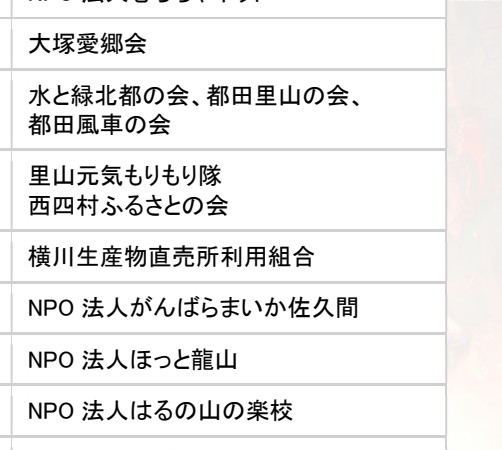 大塚愛郷会
水と緑北都の会、都田里山の会、
都田風車の会
里山元気もりもり隊
西四村ふるさとの会
横川生産物直売所利用組合
NPO 法人がんばらまいか佐久間
NPO 法人ほっと龍山
NPO 法人はるの山の楽校